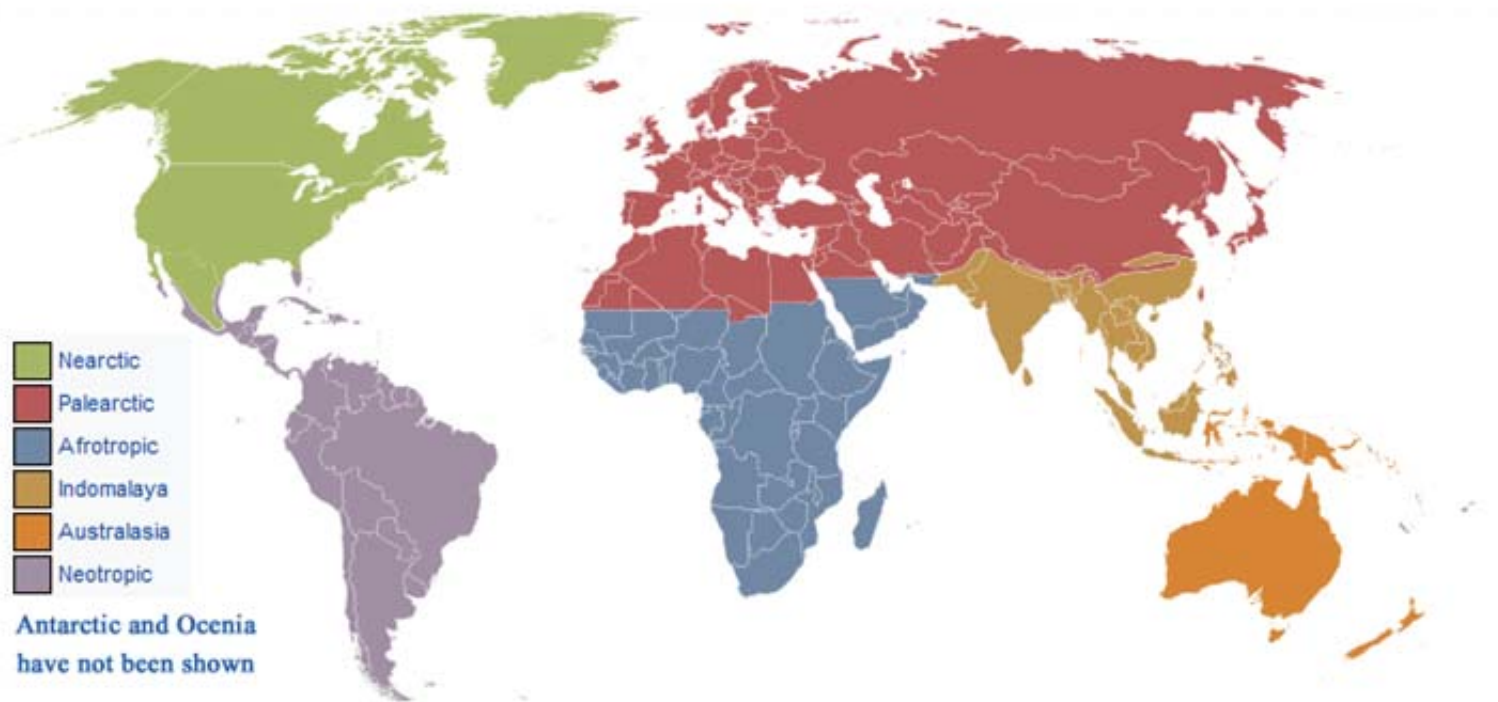 Nearctic
Palearctic
Afrotropic
Indomalaya
Australasia
Neotropic
Antarctic and Ocenia
have not been shown